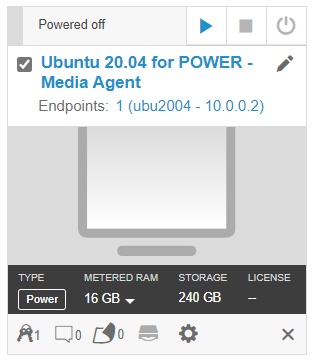 Powered off
Ubuntu 20.04 for POWER -
Media Agent
Endpoints: 1 (ubu2004 - 10.0.0.2)
TYPE METERED RAM STORAGE LICENSE
Power 16 GB 240 GB --
1 0 0